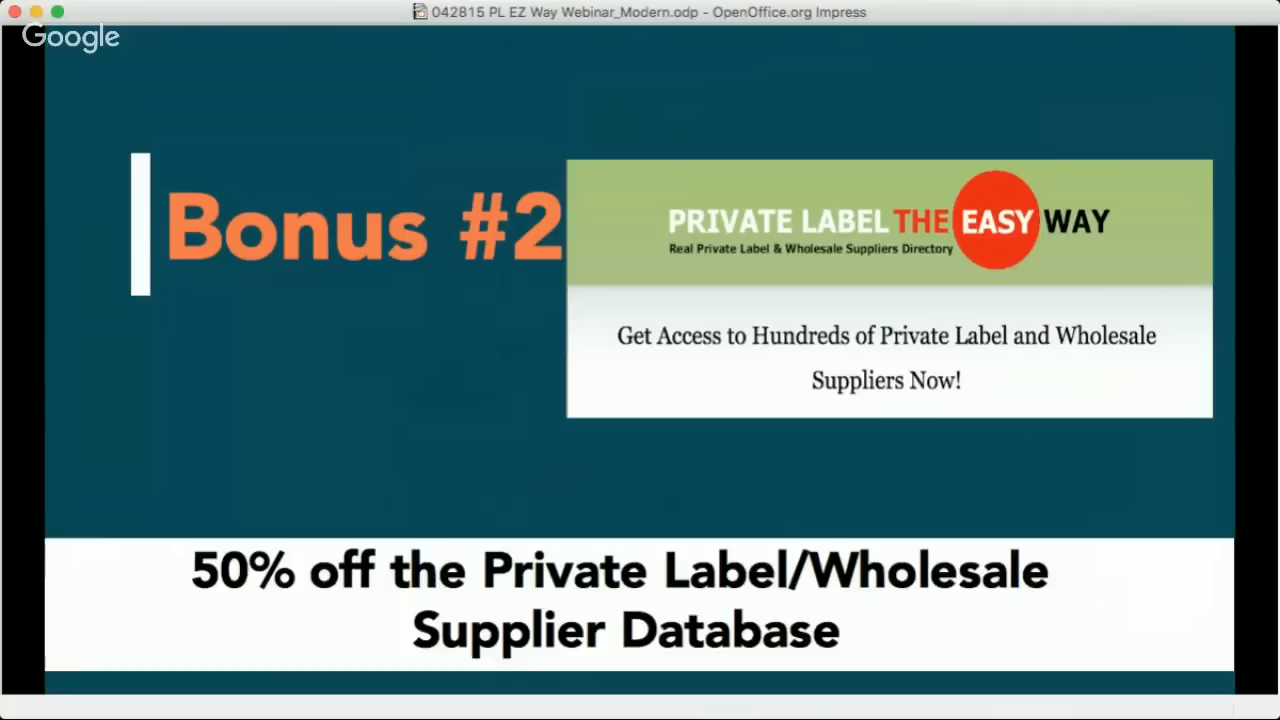 042815 PL EZ Way Webinar_Modern.odp - OpenOffice.org Impress
Google
Bonus #2
PRIVATE LABEL THE EASY WAY
Real Private Label & Wholesale Suppliers Directory
Get Access to Hundreds of Private Label and Wholesale
Suppliers Now!
50% off the Private Label/Wholesale
Supplier Database